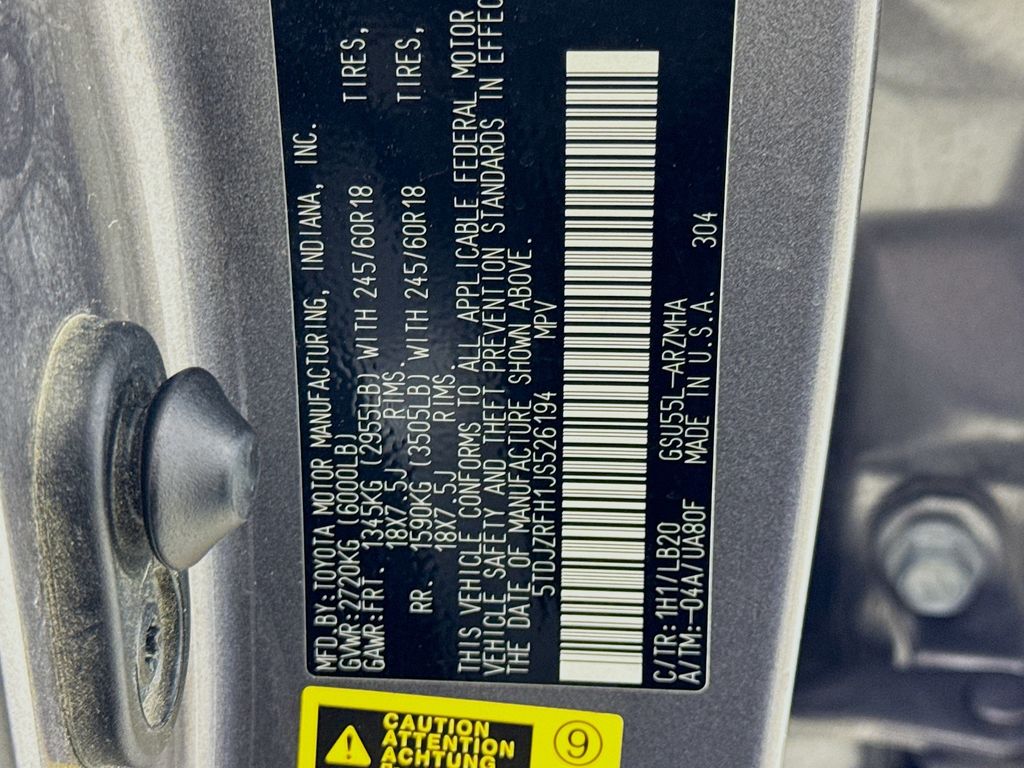 MFD.BY:TOYOTA MOTOR MANUFACTURING, INDIANA, INC.
GVWR:2720KG (6000LB)
GAWR:FRT. 1345KG (2955LB) WITH 245/60R18 TIRES,
18X7.5J RIMS.
RR. 1590KG (3505LB) WITH 245/60R18 TIRES,
18X7.5J RIMS.
THIS VEHICLE CONFORMS TO ALL APPLICABLE FEDERAL MOTOR
VEHICLE SAFETY AND THEFT PREVENTION STANDARDS IN EFFEC
THE DATE OF MANUFACTURE SHOWN ABOVE.
5TDJZRFH1JS526194 MPV
C/TR:1H1/LB20 GSU55L-ARZMHA 304
A/TM:-04A/UA80F MADE IN U.S.A.
CAUTION
ATTENTION
ACHTUNG
9